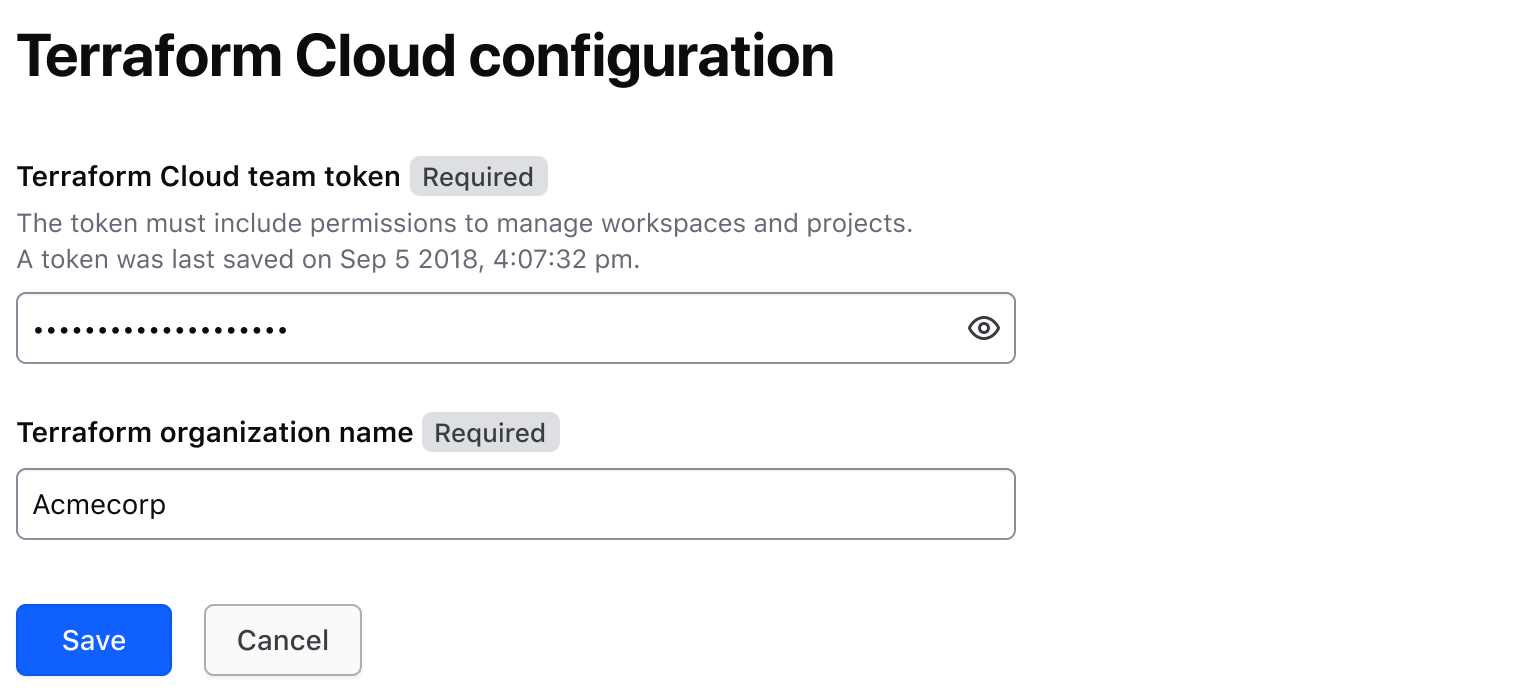 Terraform Cloud configuration
Terraform Cloud team token Required
The token must include permissions to manage workspaces and projects.
A token was last saved on Sep 5 2018, 4:07:32 pm.
••••••••••••••••••••
Terraform organization name Required
Acmecorp
Save Cancel